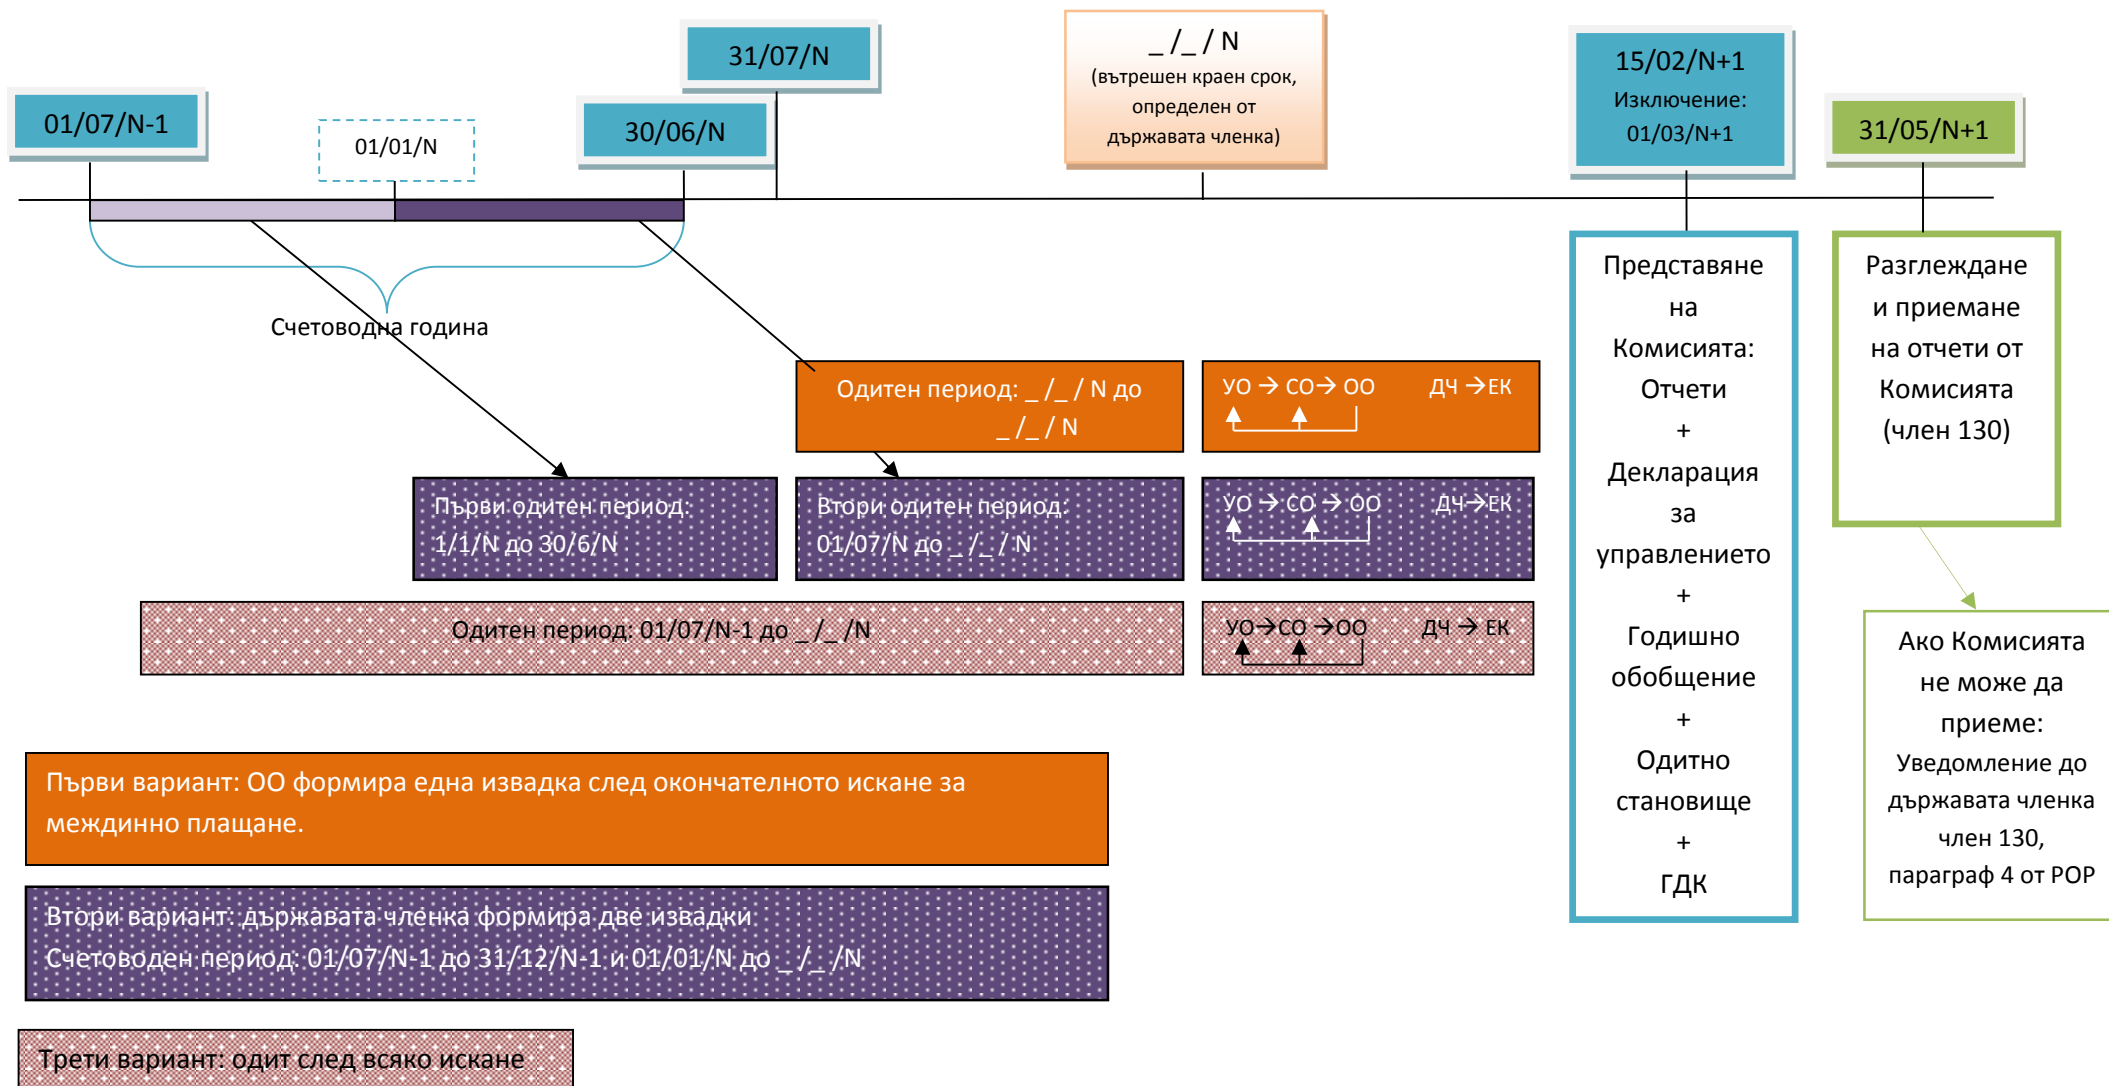 01/07/N-1
01/01/N
30/06/N
31/07/N
_ /_ / N
(вътрешен краен срок,
определен от
държавата членка)
15/02/N+1
Изключение:
01/03/N+1
31/05/N+1
Счетоводна година
Одитен период: _ /_ / N до
_ /_ / N
УО → СО→ ОО ДЧ →ЕК
Първи одитен период:
1/1/N до 30/6/N
Втори одитен период:
01/07/N до _ /_ / N
УО → СО → ОО ДЧ→ЕК
Одитен период: 01/07/N-1 до _ /_ /N
УО→СО →ОО ДЧ → ЕК
Представяне
на
Комисията:
Отчети
+
Декларация
за
управлението
+
Годишно
обобщение
+
Одитно
становище
+
ГДК
Разглеждане
и приемане
на отчети от
Комисията
(член 130)
Ако Комисията
не може да
приеме:
Уведомление до
държавата членка
член 130,
параграф 4 от РОР
Първи вариант: ОО формира една извадка след окончателното искане за
междинно плащане.
Втори вариант: държавата членка формира две извадки
Счетоводен период: 01/07/N-1 до 31/12/N-1 и 01/01/N до _ /_ /N
Трети вариант: одит след всяко искане